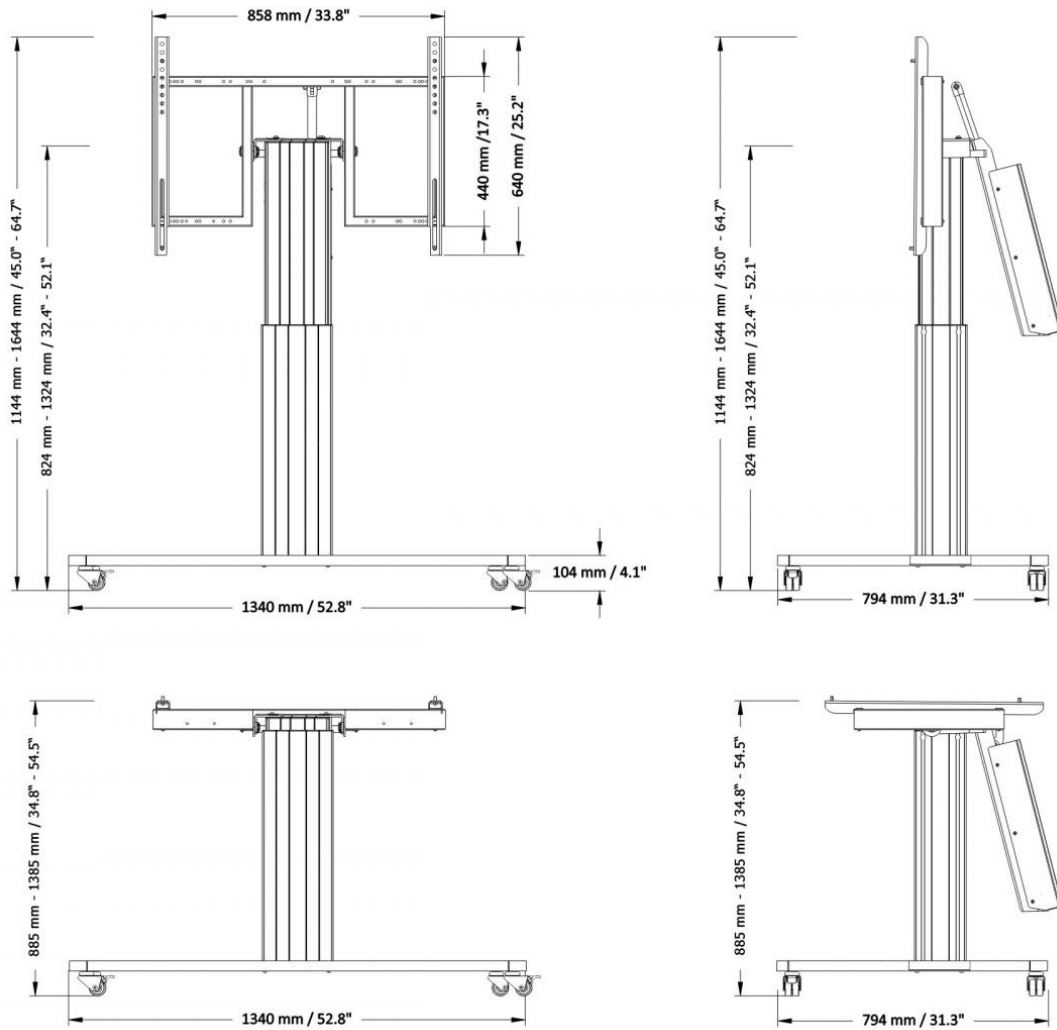 858 mm / 33.8"
440 mm /17.3"
640 mm / 25.2"
1144 mm - 1644 mm / 45.0" - 64.7"
824 mm - 1324 mm / 32.4" - 52.1"
104 mm / 4.1"
1340 mm / 52.8"
1144 mm - 1644 mm / 45.0" - 64.7"
824 mm - 1324 mm / 32.4" - 52.1"
794 mm / 31.3"
885 mm - 1385 mm / 34.8" - 54.5"
1340 mm / 52.8"
885 mm - 1385 mm / 34.8" - 54.5"
794 mm / 31.3"